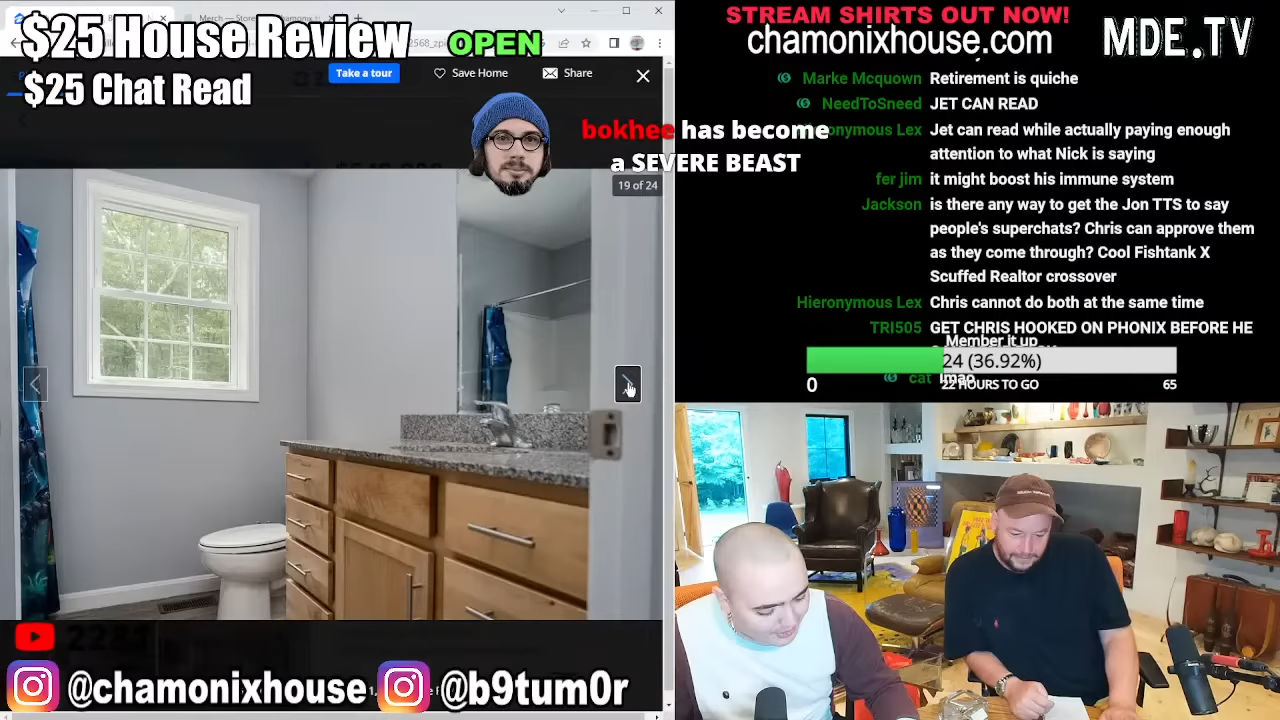 $25 House Review
$25 Chat Read
OPEN
Take a tour
Save Home
Share
bokhee has become
a SEVERE BEAST
19 of 24
@chamonixhouse
@b9tum0r
STREAM SHIRTS OUT NOW!
chamonixhouse.com
MDE.TV
Marke Mcquown Retirement is quiche
NeedToSneed JET CAN READ
Hieronymous Lex Jet can read while actually paying enough
attention to what Nick is saying
fer jim it might boost his immune system
Jackson is there any way to get the Jon TTS to say
people's superchats? Chris can approve them
as they come through? Cool Fishtank X
Scuffed Realtor crossover
Hieronymous Lex Chris cannot do both at the same time
TRI505 GET CHRIS HOOKED ON PHONIX BEFORE HE
Member it up
24 (36.92%)
0
22 HOURS TO GO
65
cat lmao